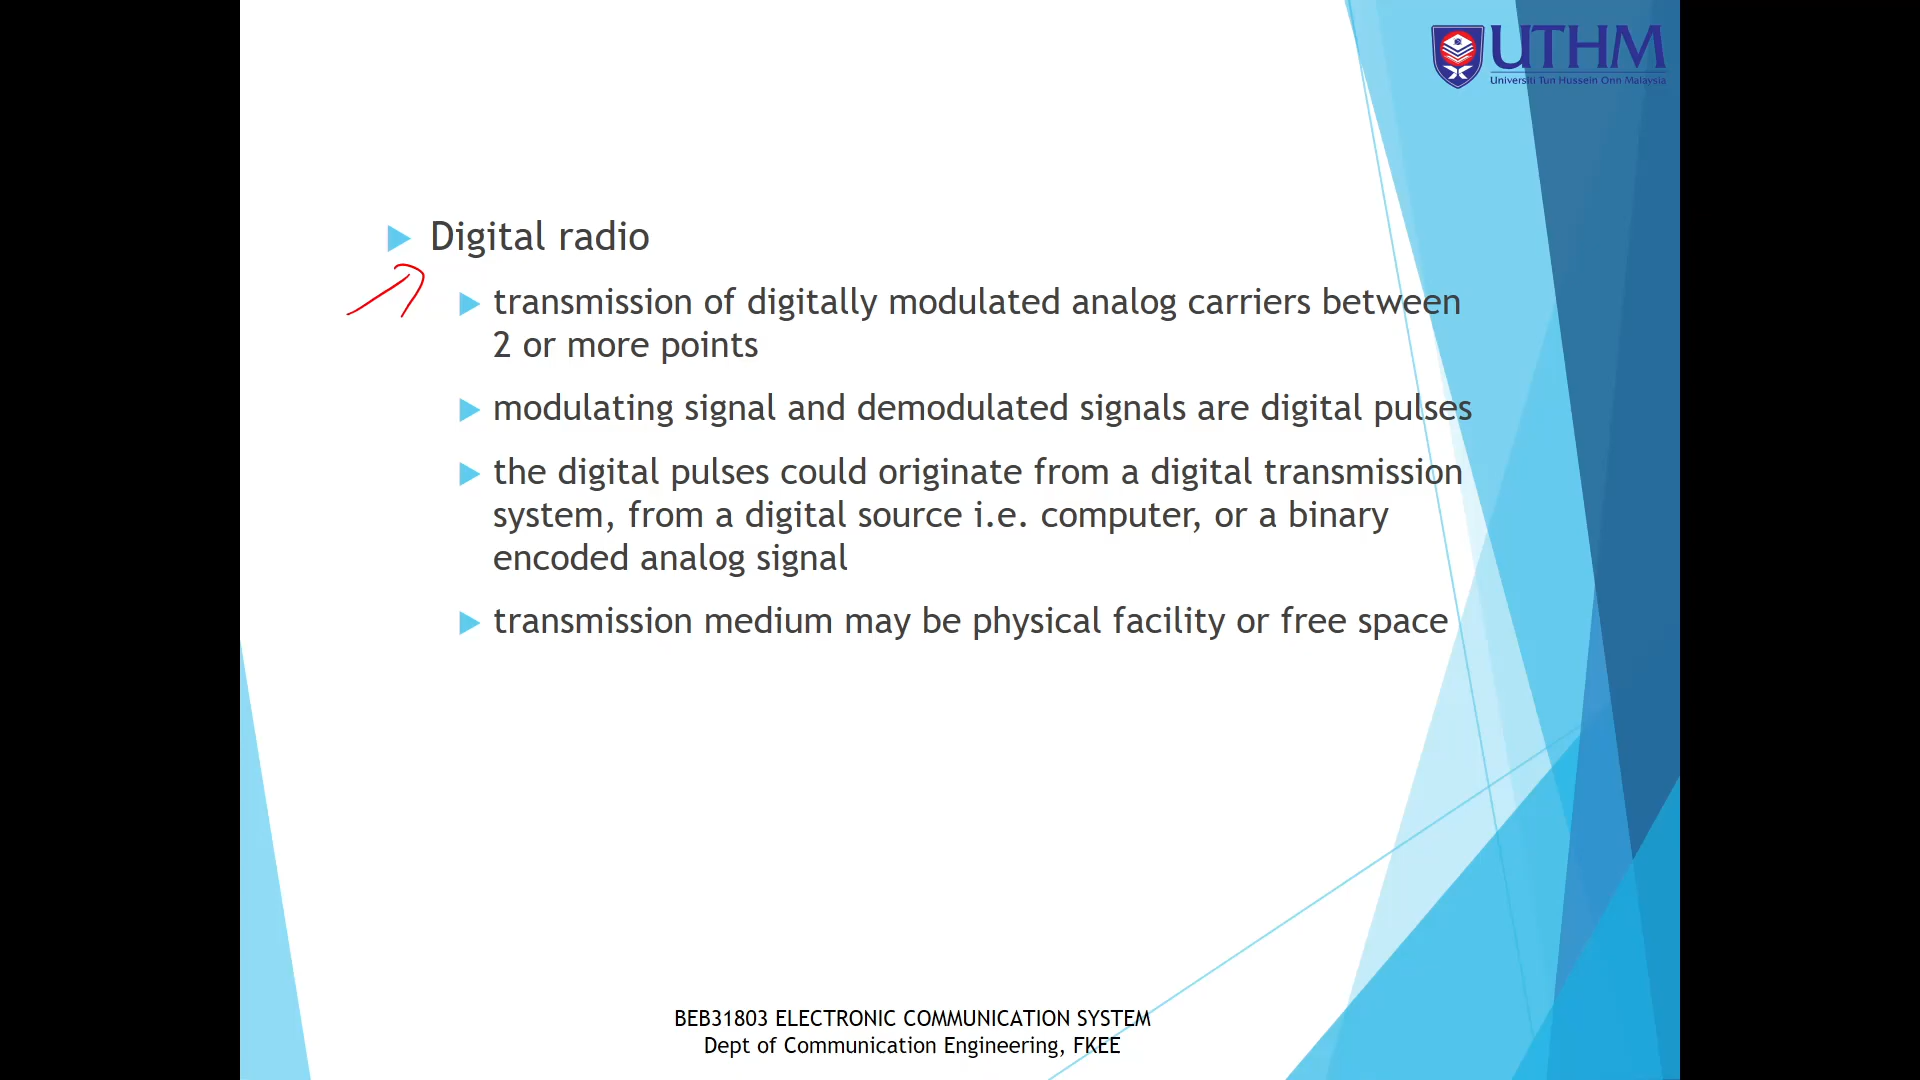 UTHM
Universiti Tun Hussein Onn Malaysia
Digital radio
transmission of digitally modulated analog carriers between
2 or more points
modulating signal and demodulated signals are digital pulses
the digital pulses could originate from a digital transmission
system, from a digital source i.e. computer, or a binary
encoded analog signal
transmission medium may be physical facility or free space
BEB31803 ELECTRONIC COMMUNICATION SYSTEM
Dept of Communication Engineering, FKEE